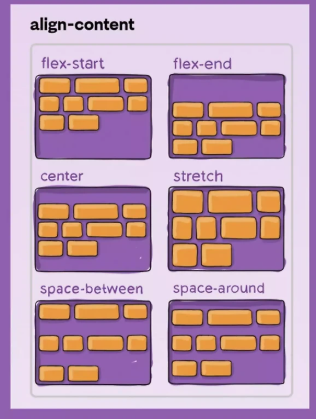 align-content
flex-start flex-end
center stretch
space-between space-around